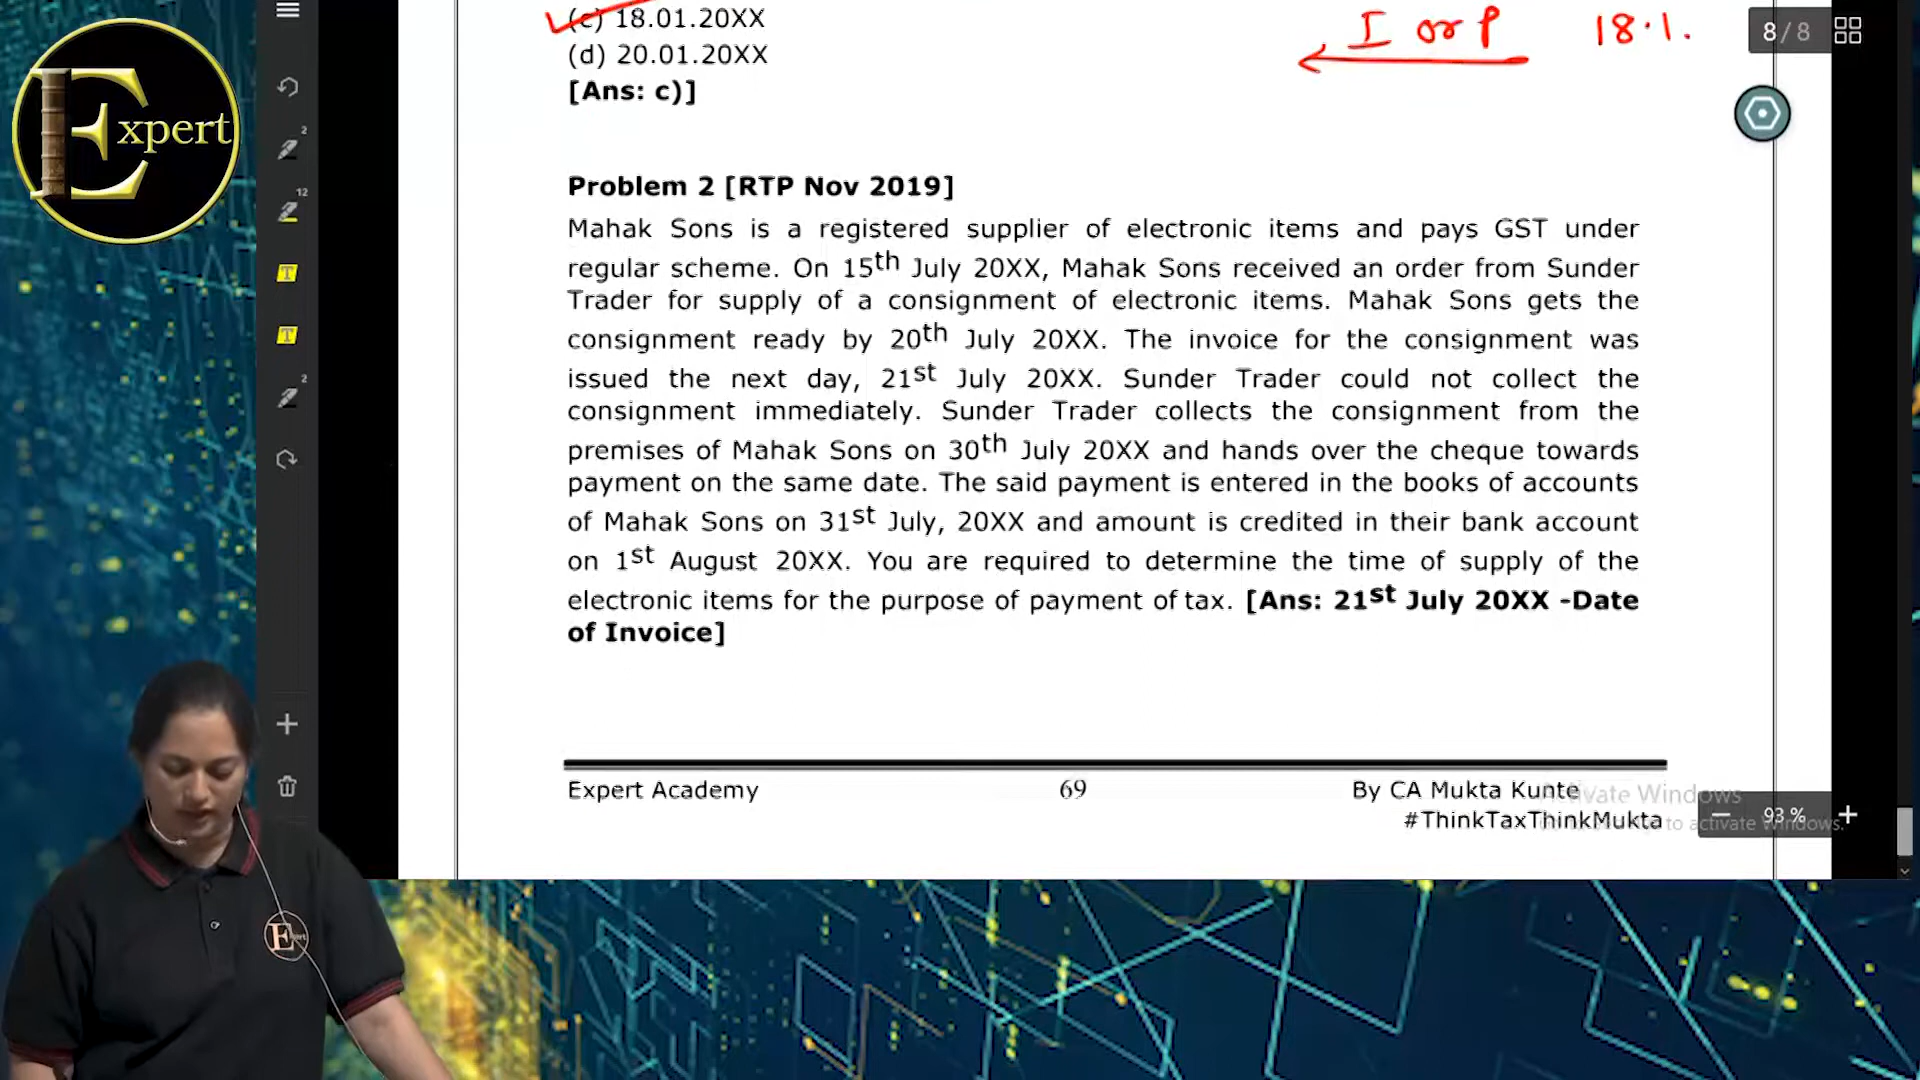 (c) 18.01.20XX
I or P 18.1.
8/8
(d) 20.01.20XX
[Ans: c)]
Expert
2
12
T
T
2
Problem 2 [RTP Nov 2019]
Mahak Sons is a registered supplier of electronic items and pays GST under
regular scheme. On 15th July 20XX, Mahak Sons received an order from Sunder
Trader for supply of a consignment of electronic items. Mahak Sons gets the
consignment ready by 20th July 20XX. The invoice for the consignment was
issued the next day, 21st July 20XX. Sunder Trader could not collect the
consignment immediately. Sunder Trader collects the consignment from the
premises of Mahak Sons on 30th July 20XX and hands over the cheque towards
payment on the same date. The said payment is entered in the books of accounts
of Mahak Sons on 31st July, 20XX and amount is credited in their bank account
on 1st August 20XX. You are required to determine the time of supply of the
electronic items for the purpose of payment of tax. [Ans: 21st July 20XX -Date
of Invoice]
Expert Academy 69 By CA Mukta Kunte
#ThinkTaxThinkMukta
Activate Windows
to activate Windows.
93 %